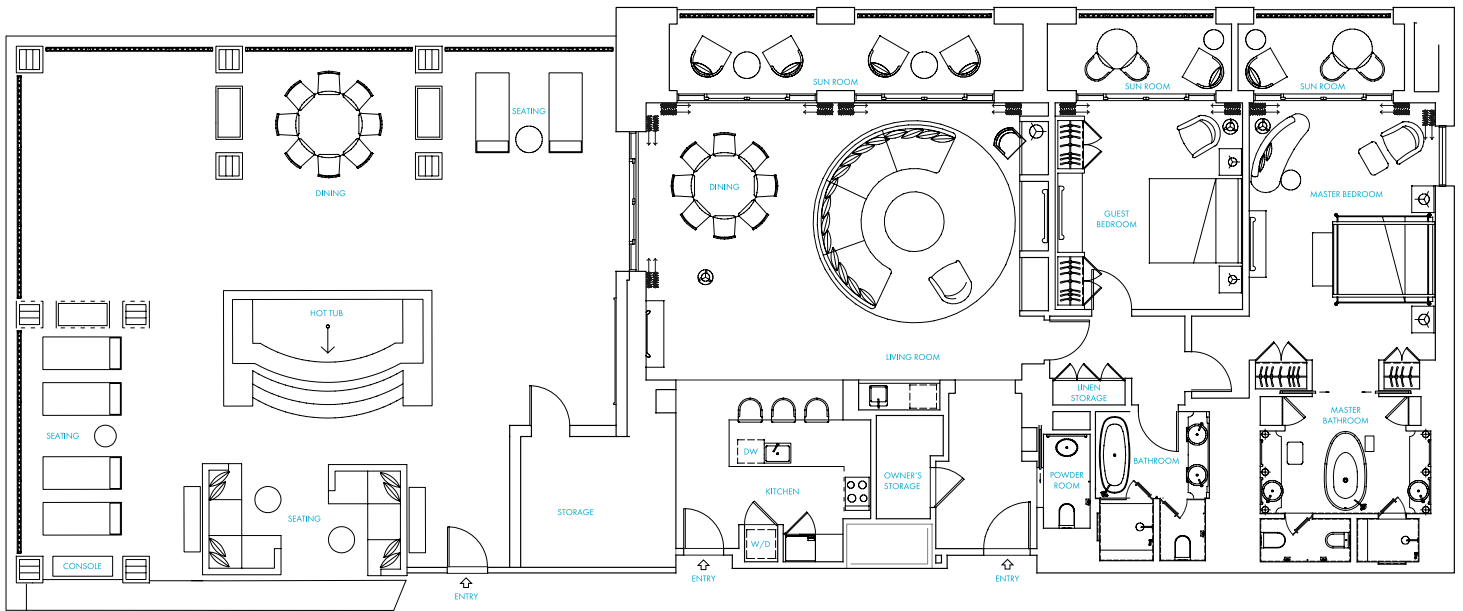 SUN ROOM
SUN ROOM
SUN ROOM
SEATING
DINING
DINING
MASTER BEDROOM
GUEST
BEDROOM
HOT TUB
LIVING ROOM
LINEN
STORAGE
MASTER
BATHROOM
SEATING
DW
KITCHEN
OWNER'S
STORAGE
POWDER
ROOM
BATHROOM
SEATING
STORAGE
W/D
CONSOLE
ENTRY
ENTRY
ENTRY